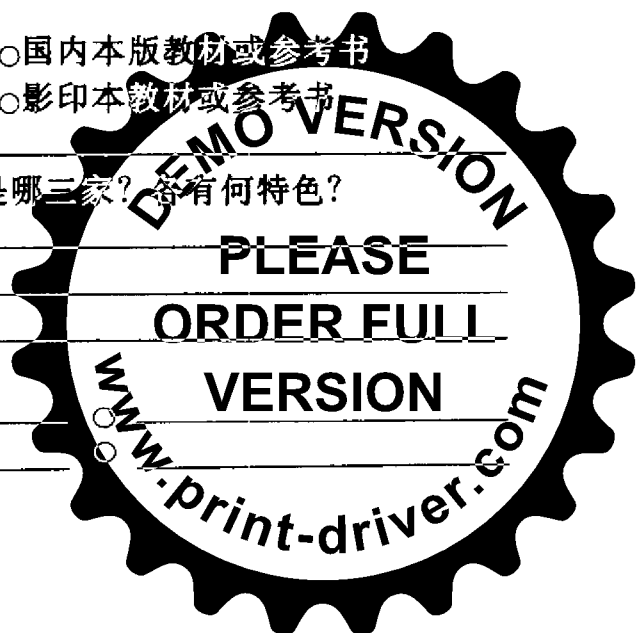 ○国内本版教材或参考书
○影印本教材或参考书
是哪三家？各有何特色？
DEMO VERSION
PLEASE
ORDER FULL
VERSION
www.print-driver.com